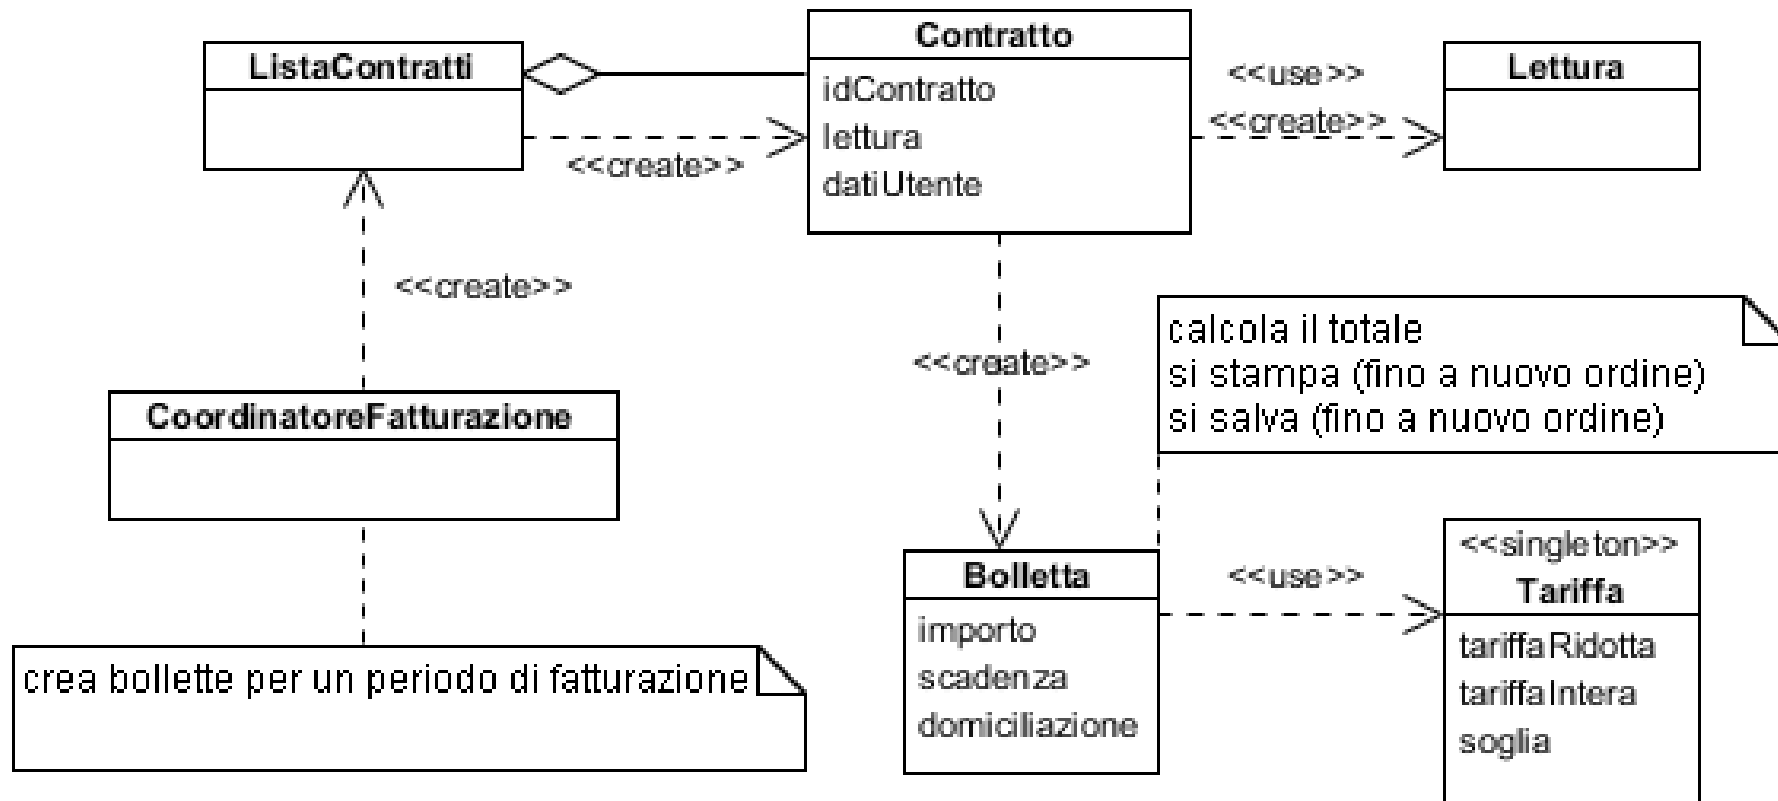 ListaContratti
<<create>>
Contratto
idContratto
lettura
datiUtente
<<use>>
<<create>>
Lettura
<<create>>
<<create>>
calcola il totale
si stampa (fino a nuovo ordine)
si salva (fino a nuovo ordine)
CoordinatoreFatturazione
crea bollette per un periodo di fatturazione
Bolletta
importo
scadenza
domiciliazione
<<use>>
<<singleton>>
Tariffa
tariffaRidotta
tariffaIntera
soglia